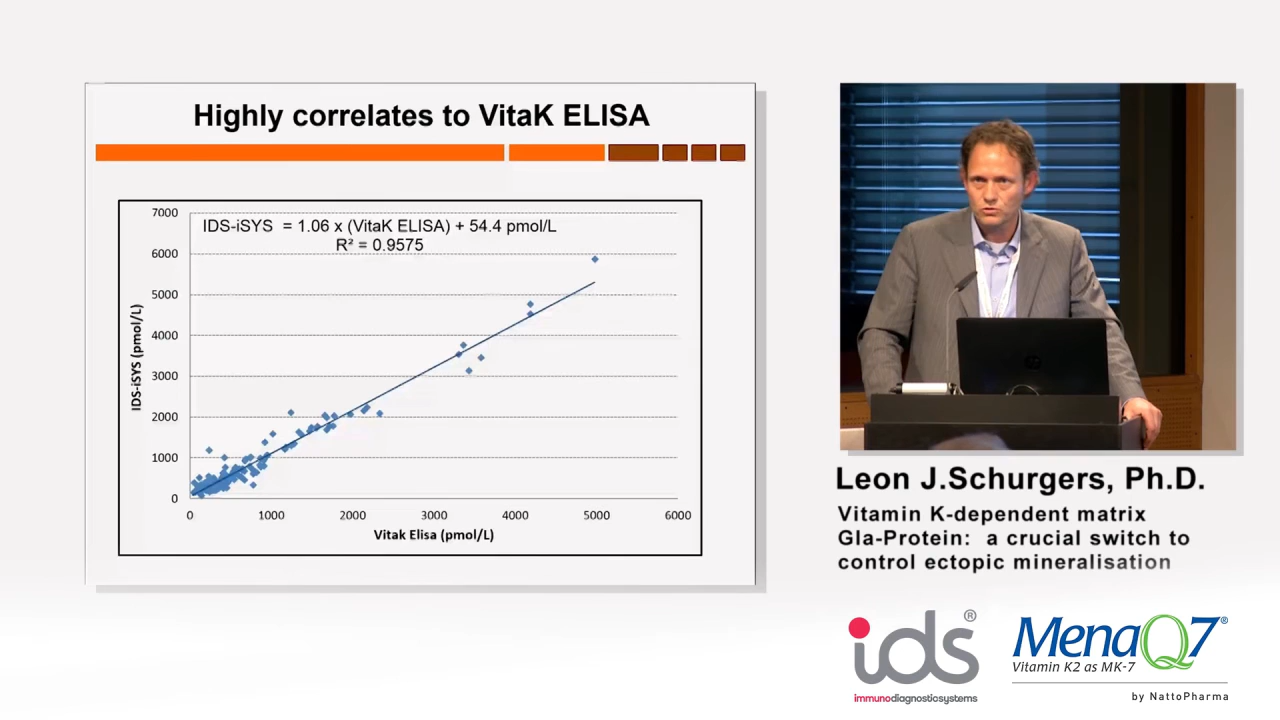 Highly correlates to VitaK ELISA
IDS-iSYS = 1.06 x (VitaK ELISA) + 54.4 pmol/L
R² = 0.9575
IDS-iSYS (pmol/L)
7000
6000
5000
4000
3000
2000
1000
0
0 1000 2000 3000 4000 5000 6000
Vitak Elisa (pmol/L)
Leon J.Schurgers, Ph.D.
Vitamin K-dependent matrix
Gla-Protein: a crucial switch to
control ectopic mineralisation
ids®
immunodiagnosticsystems
MenaQ7®
Vitamin K2 as MK-7
by NattoPharma